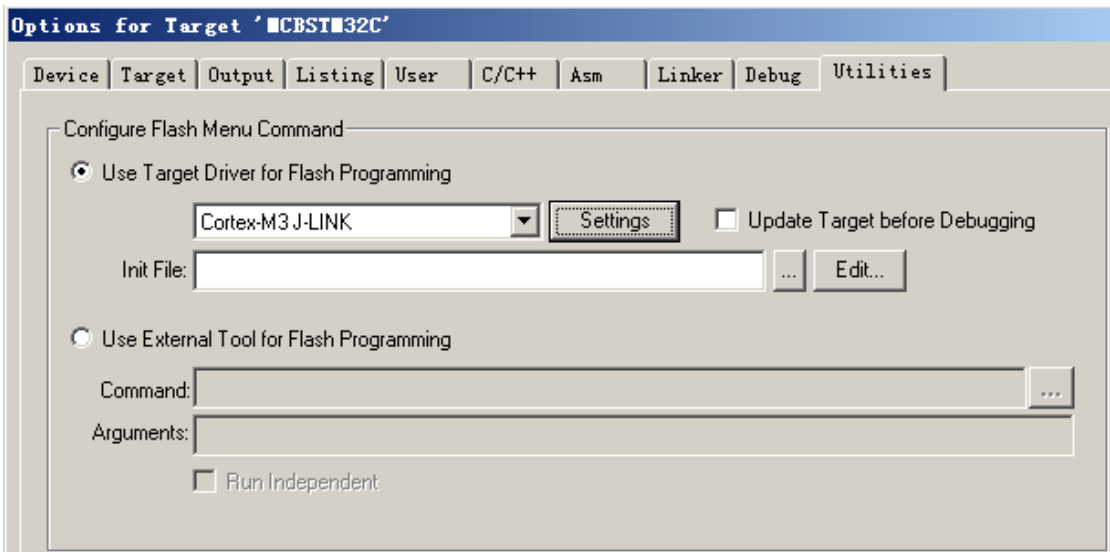 Options for Target 'MCBSTM32C'
Device Target Output Listing User C/C++ Asm Linker Debug Utilities
Configure Flash Menu Command
Use Target Driver for Flash Programming
Cortex-M3 J-LINK Settings Update Target before Debugging
Init File: ... Edit...
Use External Tool for Flash Programming
Command: ...
Arguments:
Run Independent